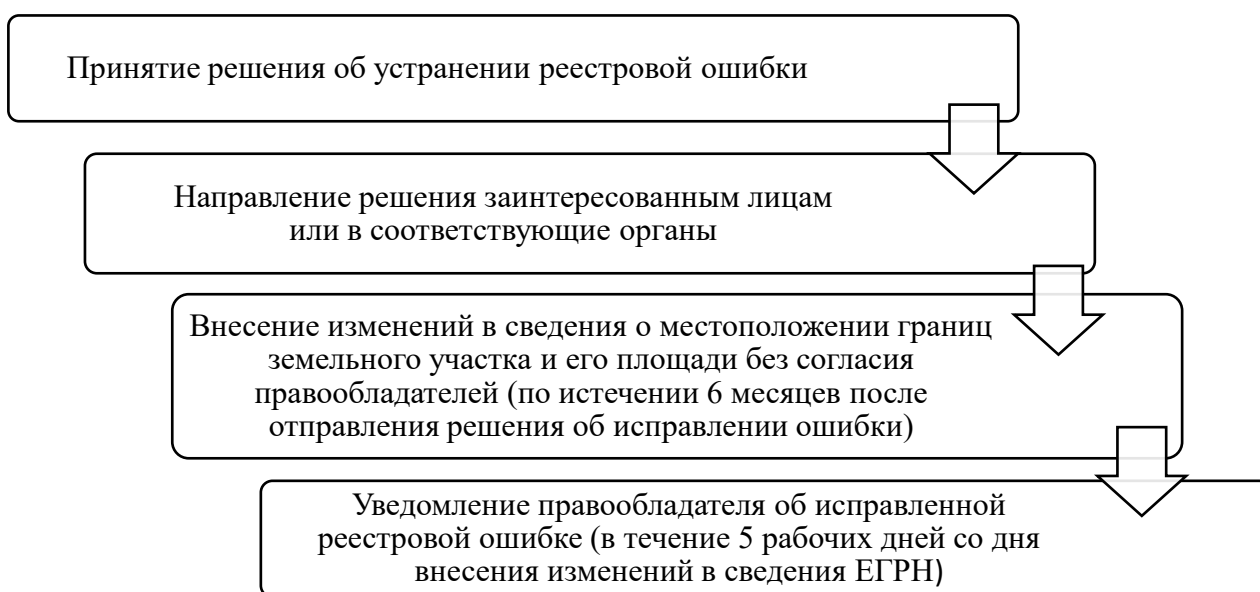 Принятие решения об устранении реестровой ошибки
Направление решения заинтересованным лицам
или в соответствующие органы
Внесение изменений в сведения о местоположении границ
земельного участка и его площади без согласия
правообладателей (по истечении 6 месяцев после
отправления решения об исправлении ошибки)
Уведомление правообладателя об исправленной
реестровой ошибке (в течение 5 рабочих дней со дня
внесения изменений в сведения ЕГРН)